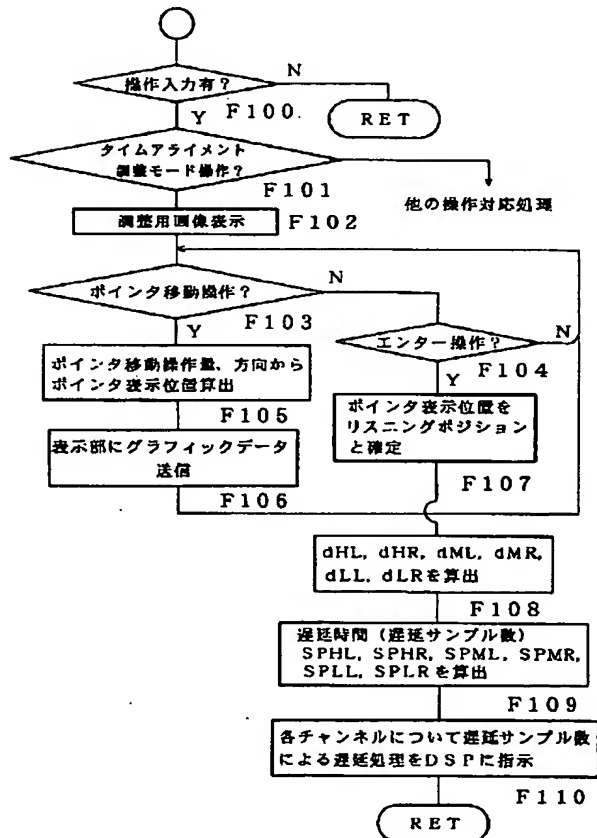 操作入力有?
N
Y
F100.
RET
タイムアライメント
調整モード操作?
F101
他の操作対応処理
調整用画像表示
F102
ポインタ移動操作?
N
Y
F103
エンター操作?
N
Y
F104
ポインタ移動操作量、方向から
ポインタ表示位置算出
F105
ポインタ表示位置を
リスニングポジション
と確定
F107
表示部にグラフィックデータ
送信
F106
dHL, dHR, dML, dMR,
dLL, dLRを算出
F108
遅延時間(遅延サンプル数)
SPHL, SPHR, SPML, SPMR,
SPLL, SPLRを算出
F109
各チャンネルについて遅延サンプル数
による遅延処理をDSPに指示
F110
RET